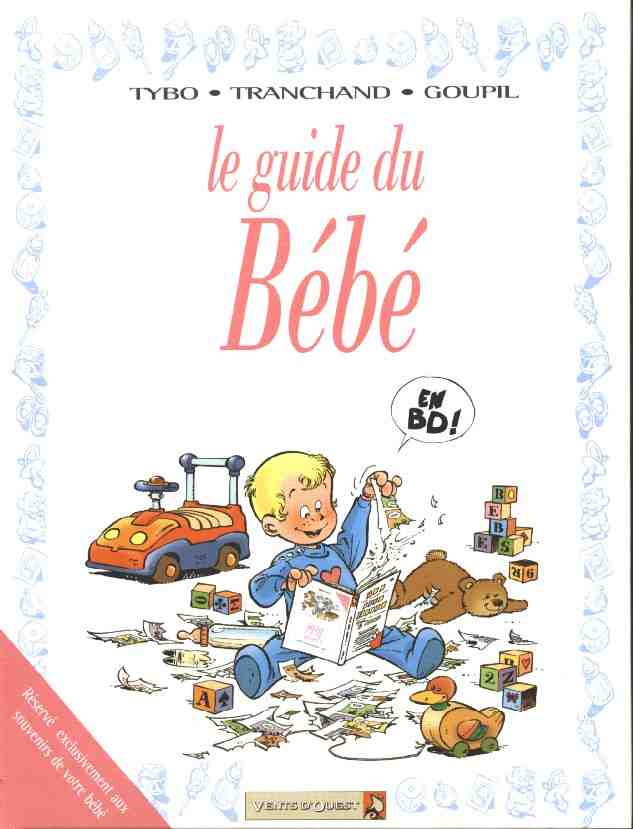 TYBO • TRANCHAND • GOUPIL
le guide du
Bébé
EN
BD!
B
E B
B
E S
A
Z
Réservé exclusivement aux
souvenirs de votre bébé
VENTS D'OUEST